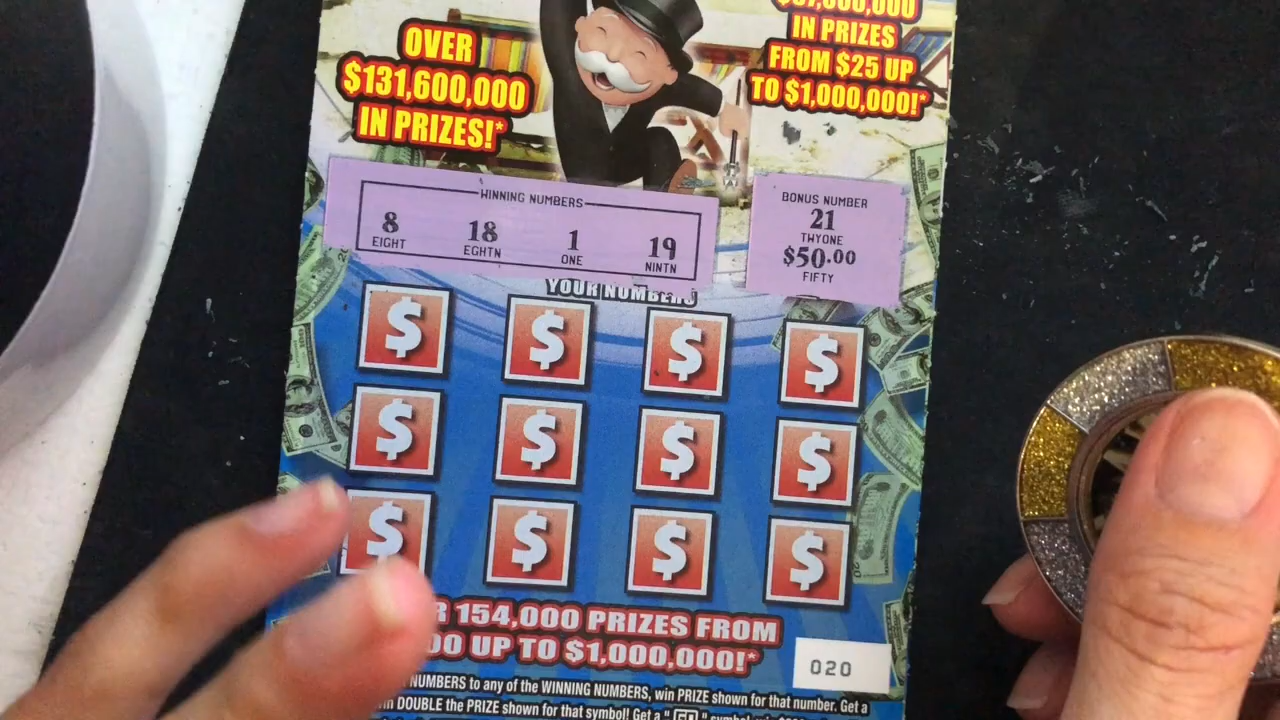 OVER
$131,600,000
IN PRIZES!*
IN PRIZES
FROM $25 UP
TO $1,000,000!*
WINNING NUMBERS
8 18 1 19
EIGHT EGHTN ONE NINTN
BONUS NUMBER
21
TWYONE
$50.00
FIFTY
YOUR NUMBERS
$ $ $ $
$ $ $ $
$ $ $ $
154,000 PRIZES FROM
UP TO $1,000,000!*
020
NUMBERS to any of the WINNING NUMBERS, win PRIZE shown for that number. Get a
DOUBLE the PRIZE shown for that symbol! Get a "